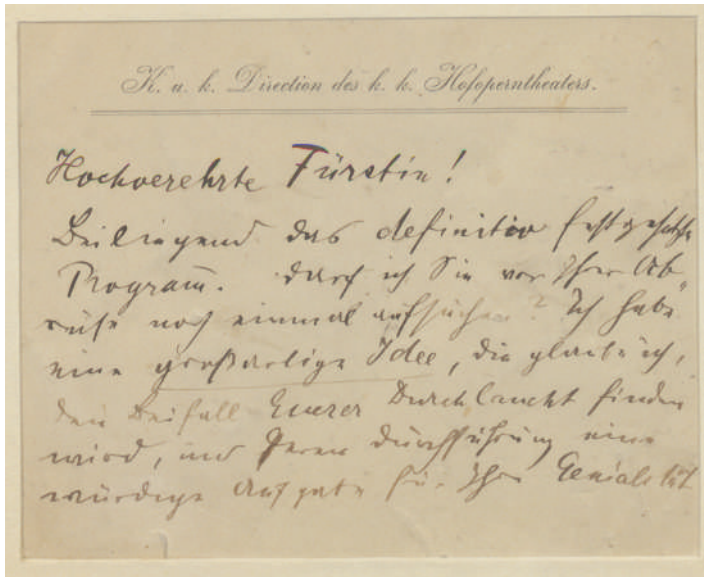 K. u. k. Direction des k. k. Hofoperntheaters.
Hochverehrte Fürstin!
Beiliegend das definitiv festgesetzte
Program̄. Darf ich Sie vor Ihrer Ab
reise noch einmal aufsuchen? Ich habe
eine großartige Idee, die glaube ich,
den Beifall Euerer Durchlaucht finden
wird, und deren Durchführung eine
würdige Aufgabe für Ihre Genialität